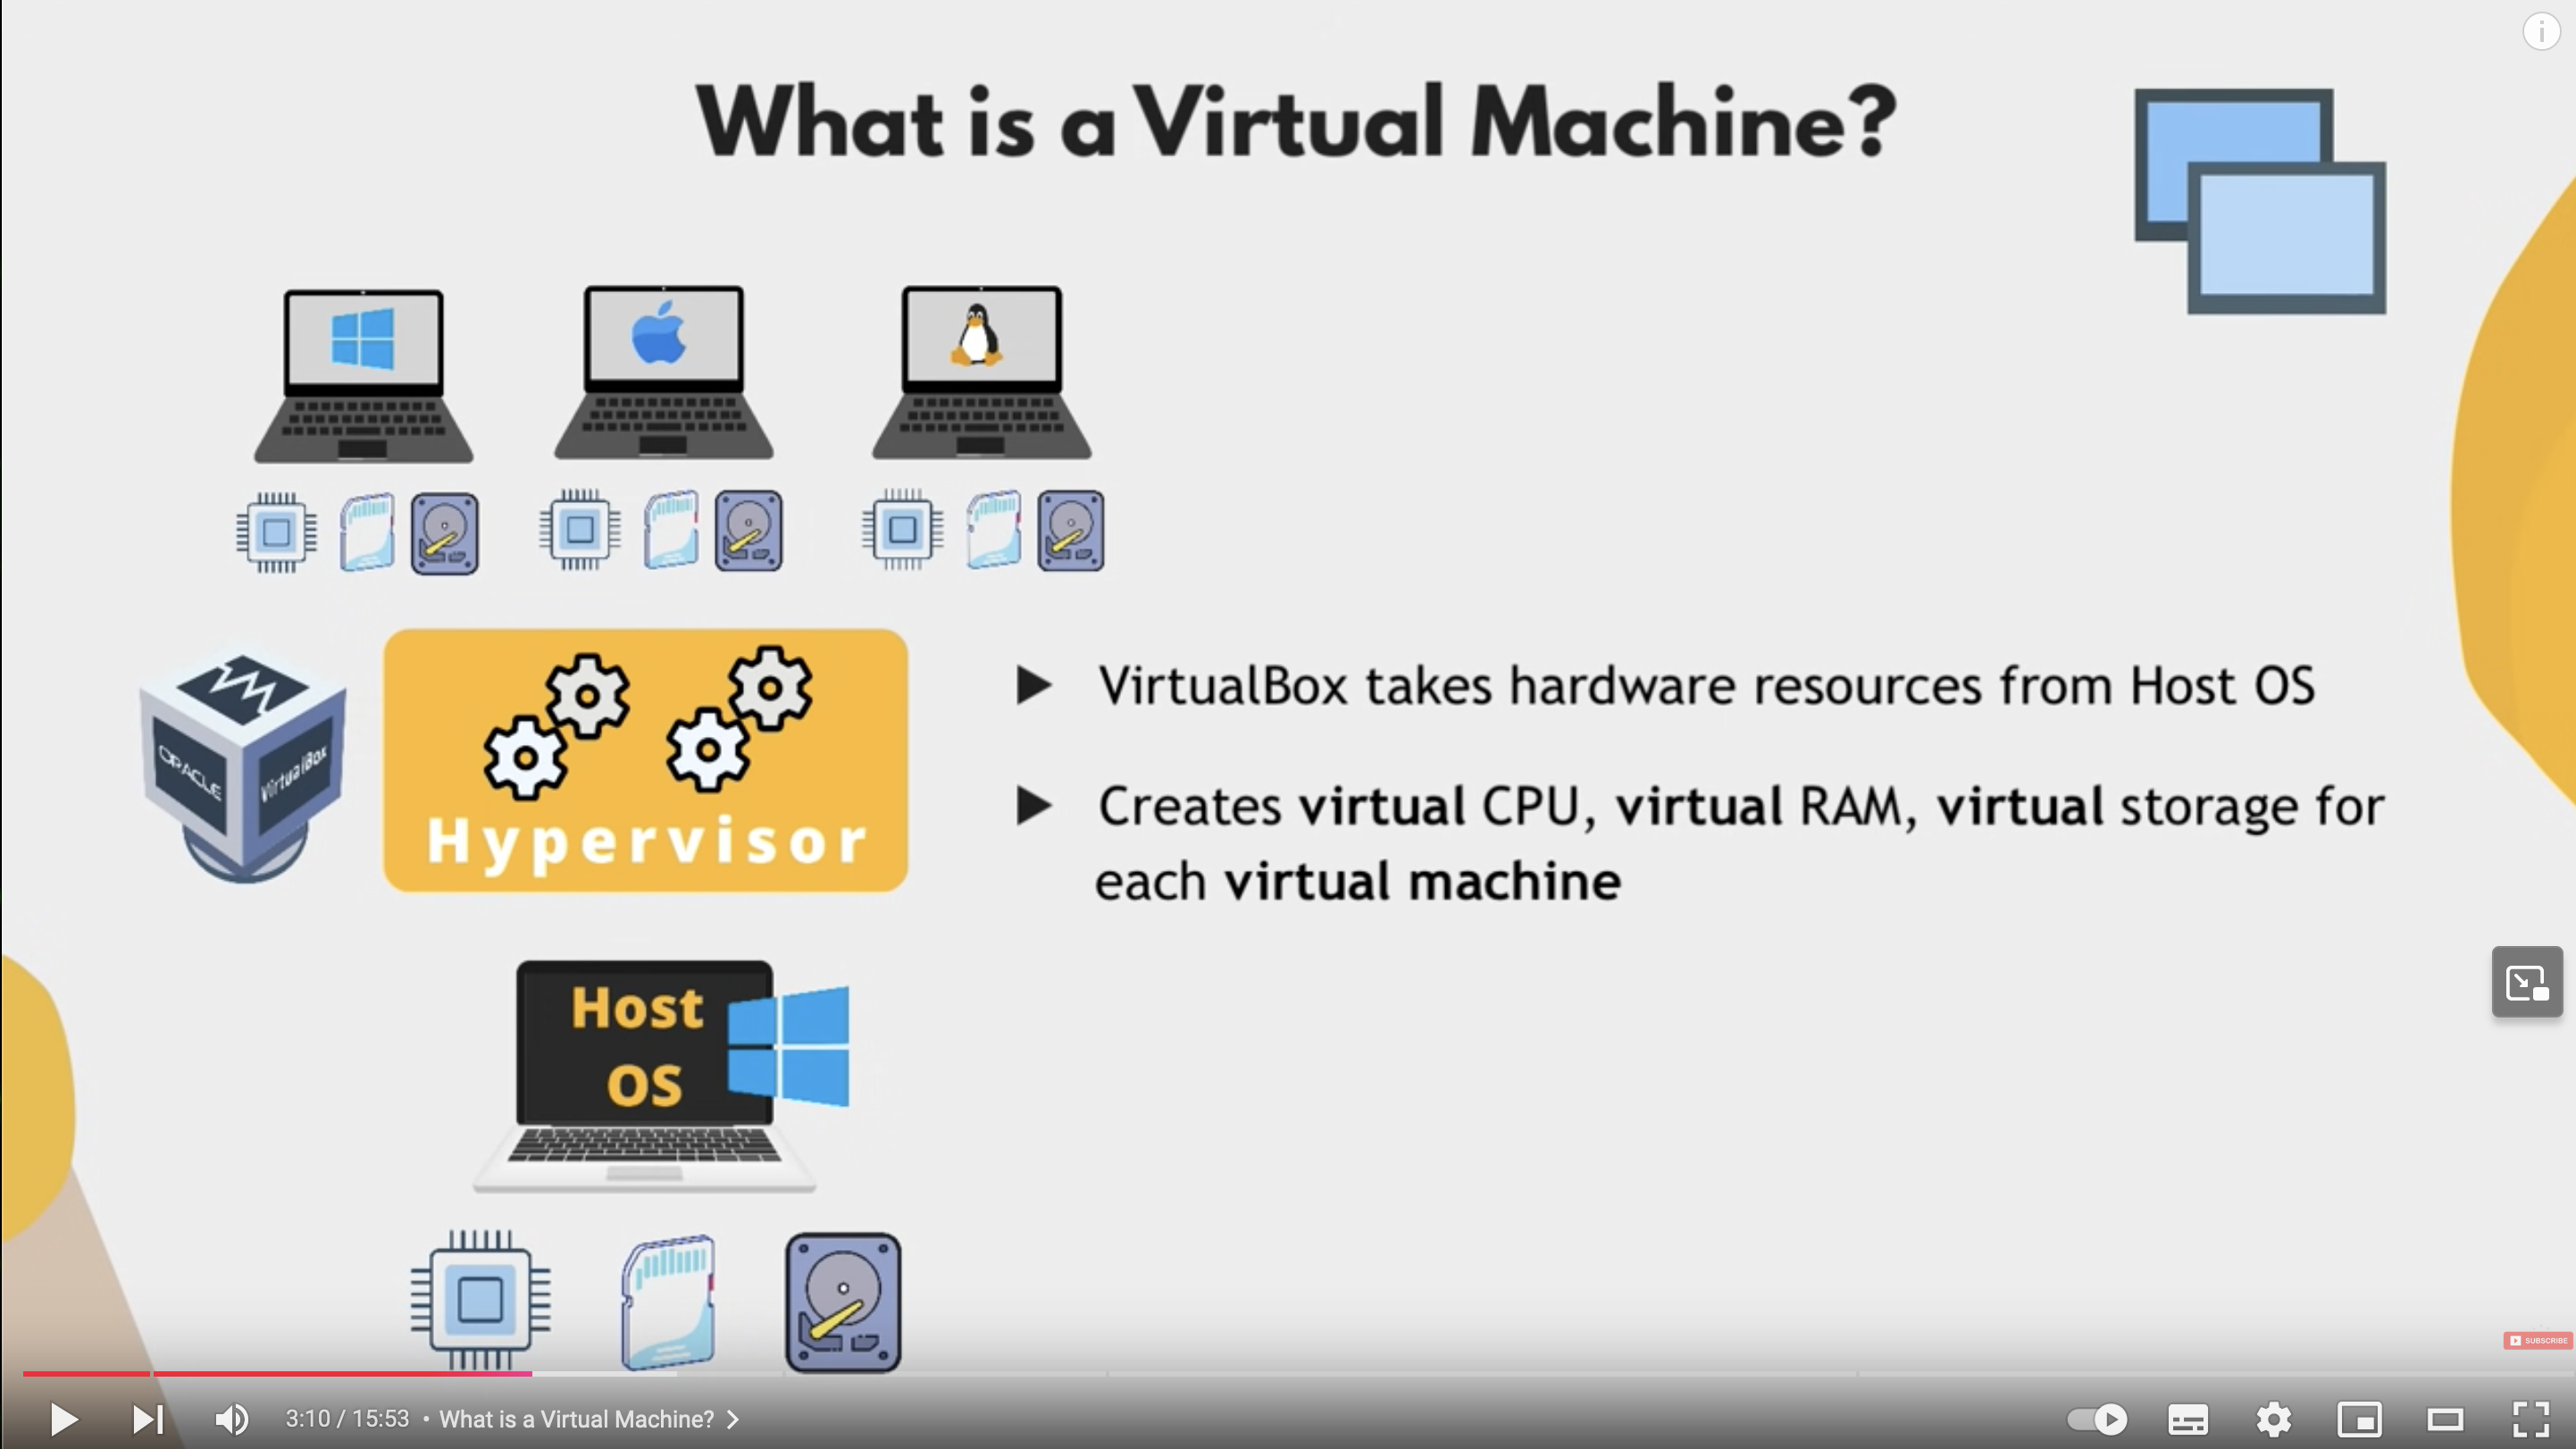 What is a Virtual Machine?
ORACLE
VirtualBox
Hypervisor
▶ VirtualBox takes hardware resources from Host OS
▶ Creates virtual CPU, virtual RAM, virtual storage for
each virtual machine
Host
OS
SUBSCRIBE
3:10 / 15:53 • What is a Virtual Machine? >